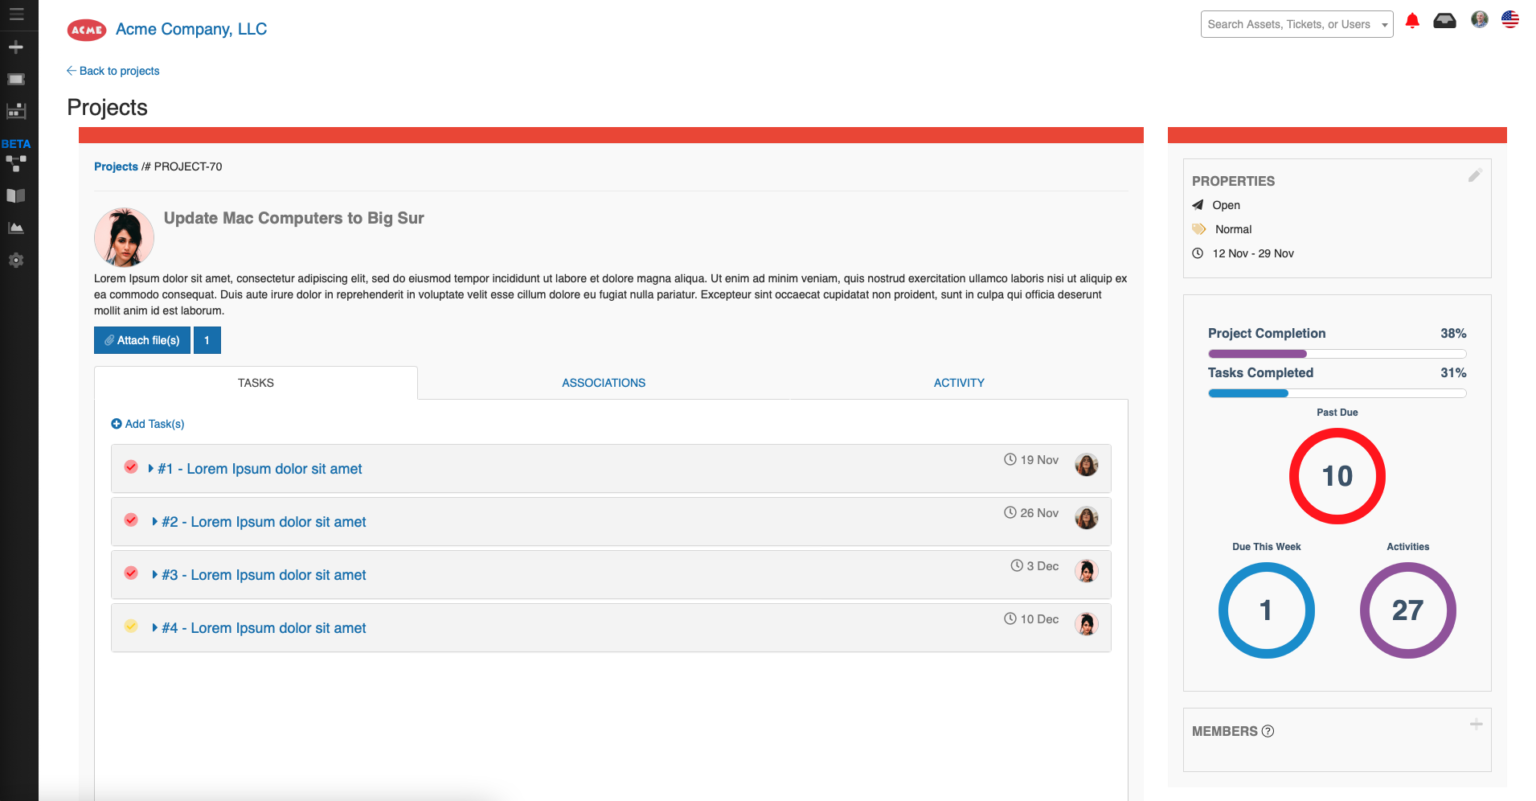 ACME
Acme Company, LLC
Search Assets, Tickets, or Users
BETA
Back to projects
Projects
Projects /# PROJECT-70
Update Mac Computers to Big Sur
Lorem Ipsum dolor sit amet, consectetur adipiscing elit, sed do eiusmod tempor incididunt ut labore et dolore magna aliqua. Ut enim ad minim veniam, quis nostrud exercitation ullamco laboris nisi ut aliquip ex
ea commodo consequat. Duis aute irure dolor in reprehenderit in voluptate velit esse cillum dolore eu fugiat nulla pariatur. Excepteur sint occaecat cupidatat non proident, sunt in culpa qui officia deserunt
mollit anim id est laborum.
Attach file(s) 1
TASKS ASSOCIATIONS ACTIVITY
Add Task(s)
#1 - Lorem Ipsum dolor sit amet 19 Nov
#2 - Lorem Ipsum dolor sit amet 26 Nov
#3 - Lorem Ipsum dolor sit amet 3 Dec
#4 - Lorem Ipsum dolor sit amet 10 Dec
PROPERTIES
Open
Normal
12 Nov - 29 Nov
Project Completion 38%
Tasks Completed 31%
Past Due
10
Due This Week Activities
1 27
MEMBERS ?